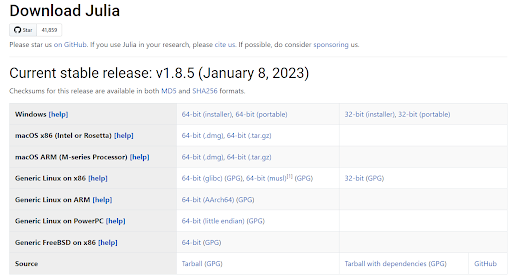 Download Julia
Star 41,859
Please star us on GitHub. If you use Julia in your research, please cite us. If possible, do consider sponsoring us.
Current stable release: v1.8.5 (January 8, 2023)
Checksums for this release are available in both MD5 and SHA256 formats.
Windows [help] 64-bit (installer), 64-bit (portable) 32-bit (installer), 32-bit (portable)
macOS x86 (Intel or Rosetta) [help] 64-bit (.dmg), 64-bit (.tar.gz)
macOS ARM (M-series Processor) [help] 64-bit (.dmg), 64-bit (.tar.gz)
Generic Linux on x86 [help] 64-bit (glibc) (GPG), 64-bit (musl)[1] (GPG) 32-bit (GPG)
Generic Linux on ARM [help] 64-bit (AArch64) (GPG)
Generic Linux on PowerPC [help] 64-bit (little endian) (GPG)
Generic FreeBSD on x86 [help] 64-bit (GPG)
Source Tarball (GPG) Tarball with dependencies (GPG) GitHub